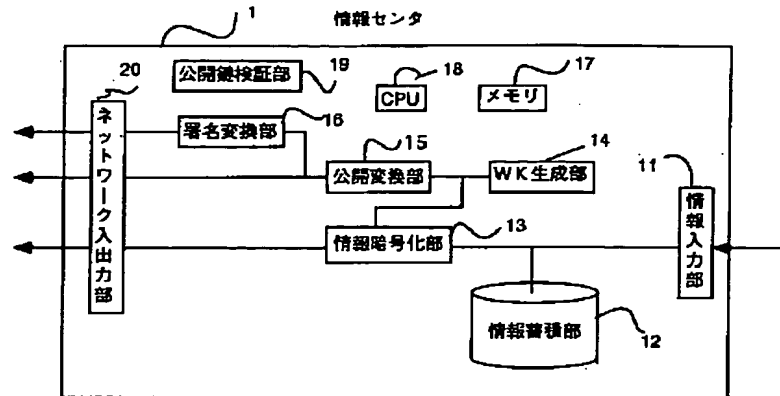 1
情報センタ
20
公開鍵検証部
19
18
CPU
17
メモリ
署名変換部
16
15
公開変換部
14
WK生成部
11
情報入力部
ネットワーク入出力部
情報暗号化部
13
情報蓄積部
12